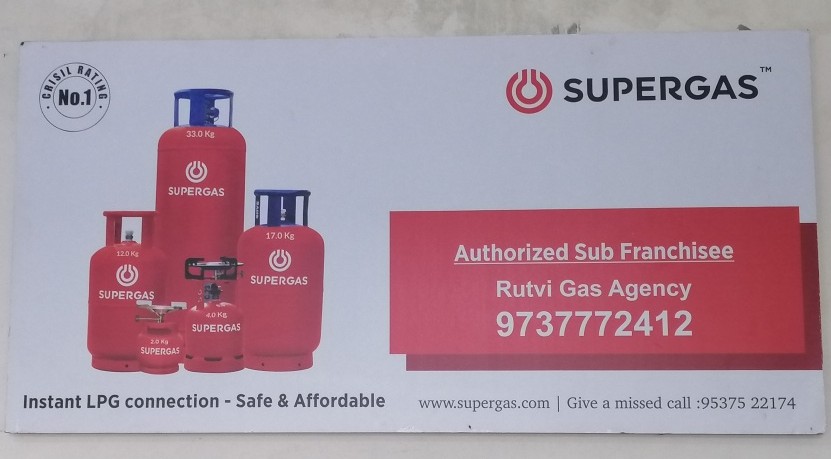 CRISIL RATING
No.1
SUPERGAS™
33.0 Kg
SUPERGAS
17.0 Kg
SUPERGAS
12.0 Kg
SUPERGAS
4.0 Kg
SUPERGAS
2.0 Kg
SUPERGAS
Authorized Sub Franchisee
Rutvi Gas Agency
9737772412
Instant LPG connection - Safe & Affordable
www.supergas.com | Give a missed call :95375 22174